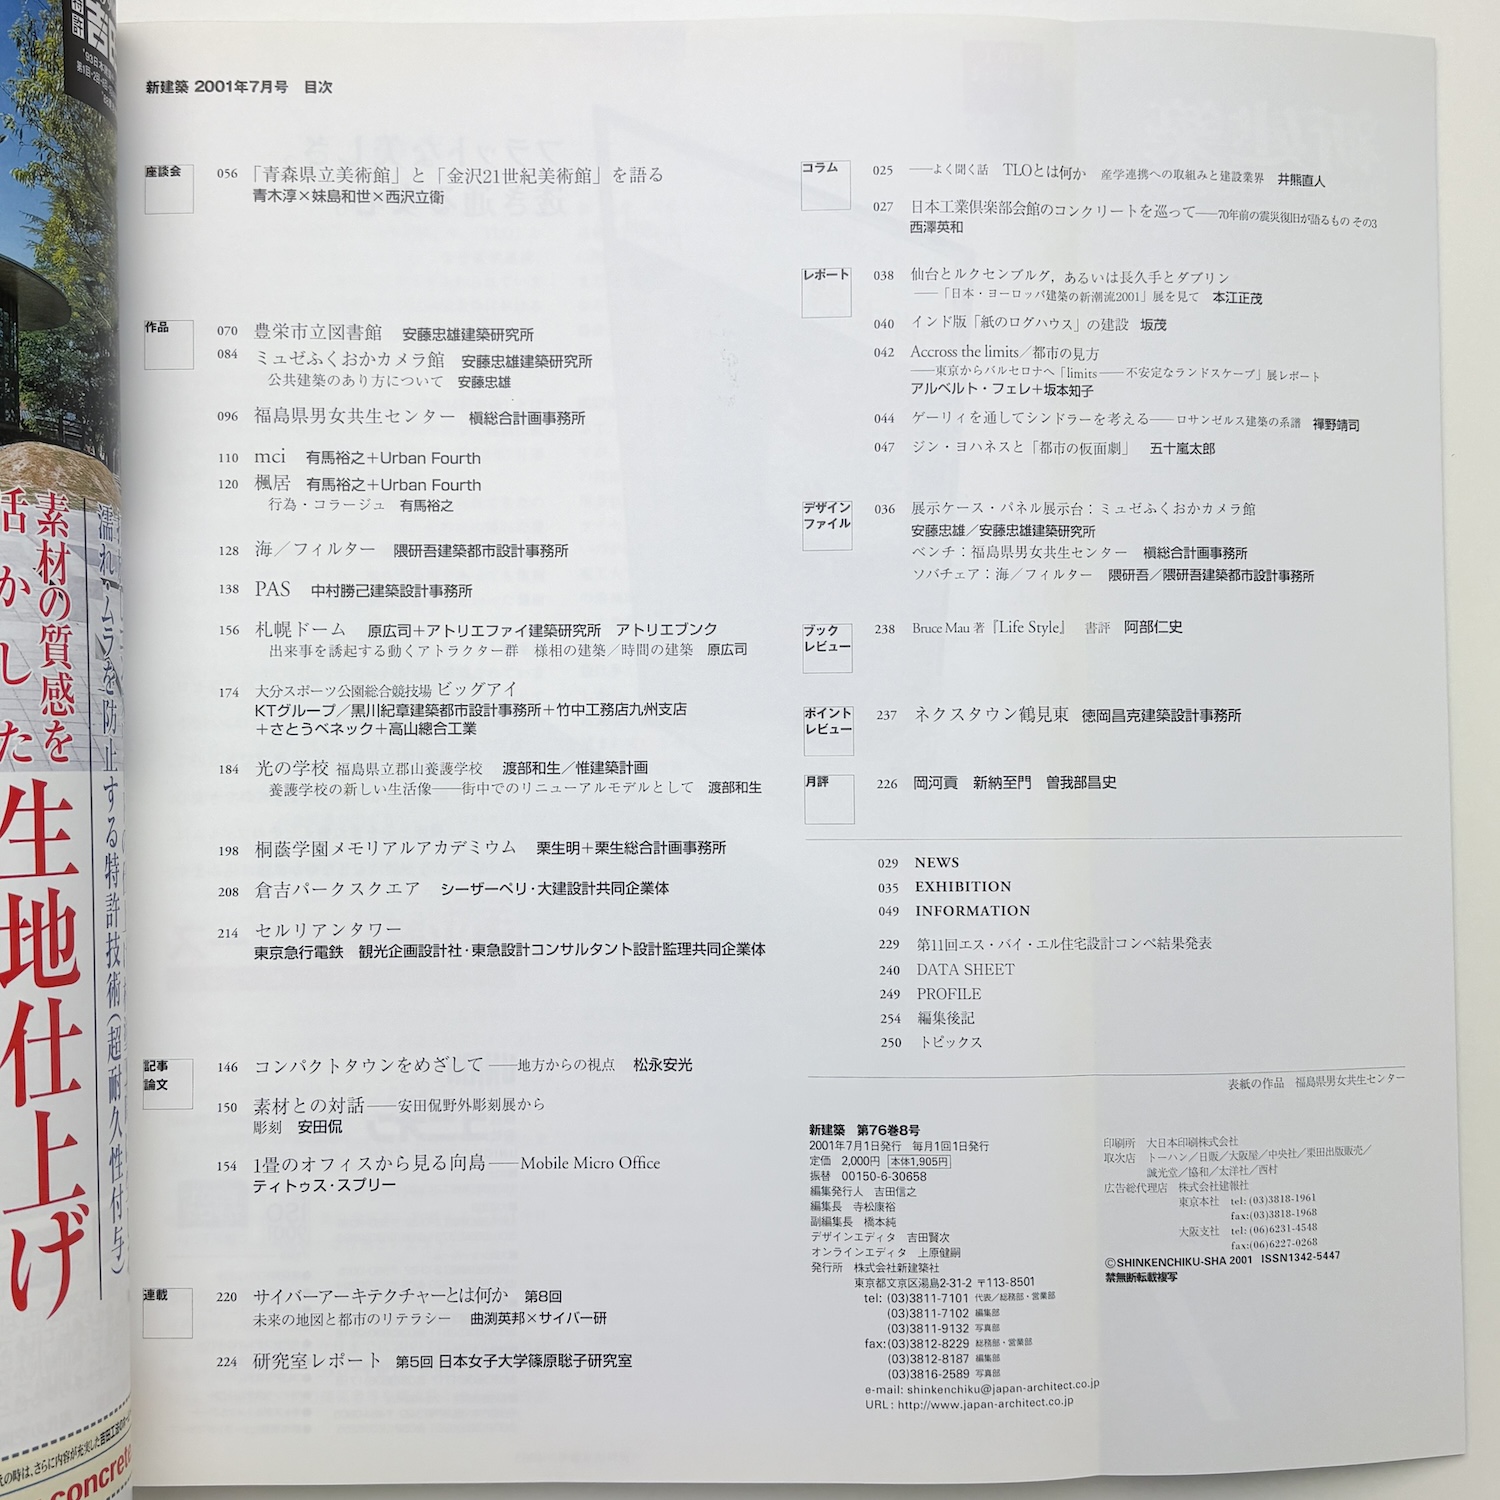 新建築 2001年7月号　目次
座談会
056 「青森県立美術館」と「金沢21世紀美術館」を語る
青木淳×妹島和世×西沢立衛
作品
070 豊栄市立図書館　安藤忠雄建築研究所
084 ミュゼふくおかカメラ館　安藤忠雄建築研究所
公共建築のあり方について　安藤忠雄
096 福島県男女共生センター　槇総合計画事務所
110 mci　有馬裕之＋Urban Fourth
120 楓居　有馬裕之＋Urban Fourth
行為・コラージュ　有馬裕之
128 海／フィルター　隈研吾建築都市設計事務所
138 PAS　中村勝己建築設計事務所
156 札幌ドーム　原広司＋アトリエファイ建築研究所　アトリエブンク
出来事を誘起する動くアトラクター群　様相の建築／時間の建築　原広司
174 大分スポーツ公園総合競技場 ビッグアイ
KTグループ／黒川紀章建築都市設計事務所＋竹中工務店九州支店
＋さとうベネック＋高山總合工業
184 光の学校 福島県立郡山養護学校　渡部和生／惟建築計画
養護学校の新しい生活像——街中でのリニューアルモデルとして　渡部和生
198 桐蔭学園メモリアルアカデミウム　栗生明＋栗生総合計画事務所
208 倉吉パークスクエア　シーザーペリ・大建設計共同企業体
214 セルリアンタワー
東京急行電鉄　観光企画設計社・東急設計コンサルタント設計監理共同企業体
記事
論文
146 コンパクトタウンをめざして——地方からの視点　松永安光
150 素材との対話——安田侃野外彫刻展から
彫刻　安田侃
154 1畳のオフィスから見る向島——Mobile Micro Office
ティトゥス・スプリー
連載
220 サイバーアーキテクチャーとは何か　第8回
未来の地図と都市のリテラシー　曲渕英邦×サイバー研
224 研究室レポート　第5回 日本女子大学篠原聡子研究室
コラム
025 ——よく聞く話　TLOとは何か　産学連携への取組みと建設業界　井熊直人
027 日本工業倶楽部会館のコンクリートを巡って——70年前の震災復旧が語るもの その3
西澤英和
レポート
038 仙台とルクセンブルグ，あるいは長久手とダブリン
——「日本・ヨーロッパ建築の新潮流2001」展を見て　本江正茂
040 インド版「紙のログハウス」の建設　坂茂
042 Accross the limits／都市の見方
——東京からバルセロナへ「limits——不安定なランドスケープ」展レポート
アルベルト・フェレ＋坂本知子
044 ゲーリィを通してシンドラーを考える——ロサンゼルス建築の系譜　禅野靖司
047 ジン・ヨハネスと「都市の仮面劇」　五十嵐太郎
デザイン
ファイル
036 展示ケース・パネル展示台：ミュゼふくおかカメラ館
安藤忠雄／安藤忠雄建築研究所
ベンチ：福島県男女共生センター　槇総合計画事務所
ソバチェア：海／フィルター　隈研吾／隈研吾建築都市設計事務所
ブック
レビュー
238 Bruce Mau 著『Life Style』　書評　阿部仁史
ポイント
レビュー
237 ネクスタウン鶴見東　徳岡昌克建築設計事務所
月評
226 岡河貢　新納至門　曽我部昌史
029 NEWS
035 EXHIBITION
049 INFORMATION
229 第11回エス・バイ・エル住宅設計コンペ結果発表
240 DATA SHEET
249 PROFILE
254 編集後記
250 トピックス
表紙の作品　福島県男女共生センター
新建築　第76巻8号
2001年7月1日発行　毎月1回1日発行
定価　2,000円 本体1,905円
振替　00150-6-30658
編集発行人　吉田信之
編集長　寺松康裕
副編集長　橋本純
デザインエディタ　吉田賢次
オンラインエディタ　上原健嗣
発行所　株式会社新建築社
東京都文京区湯島2-31-2 〒113-8501
tel: (03)3811-7101 代表／総務部・営業部
(03)3811-7102 編集部
(03)3811-9132 写真部
fax:(03)3812-8229 総務部・営業部
(03)3812-8187 編集部
(03)3816-2589 写真部
e-mail: shinkenchiku@japan-architect.co.jp
URL: http://www.japan-architect.co.jp
印刷所　大日本印刷株式会社
取次店　トーハン／日販／大阪屋／中央社／栗田出版販売／
誠光堂／協和／太洋社／西村
広告総代理店　株式会社建報社
東京本社　tel: (03)3818-1961
fax:(03)3818-1968
大阪支社　tel: (06)6231-4548
fax:(06)6227-0268
©SHINKENCHIKU-SHA 2001 ISSN1342-5447
禁無断転載複写
素材の質感を
活かした
生地仕上げ
濡れ・ムラを防止する特許技術(超耐久性付与)
concrete